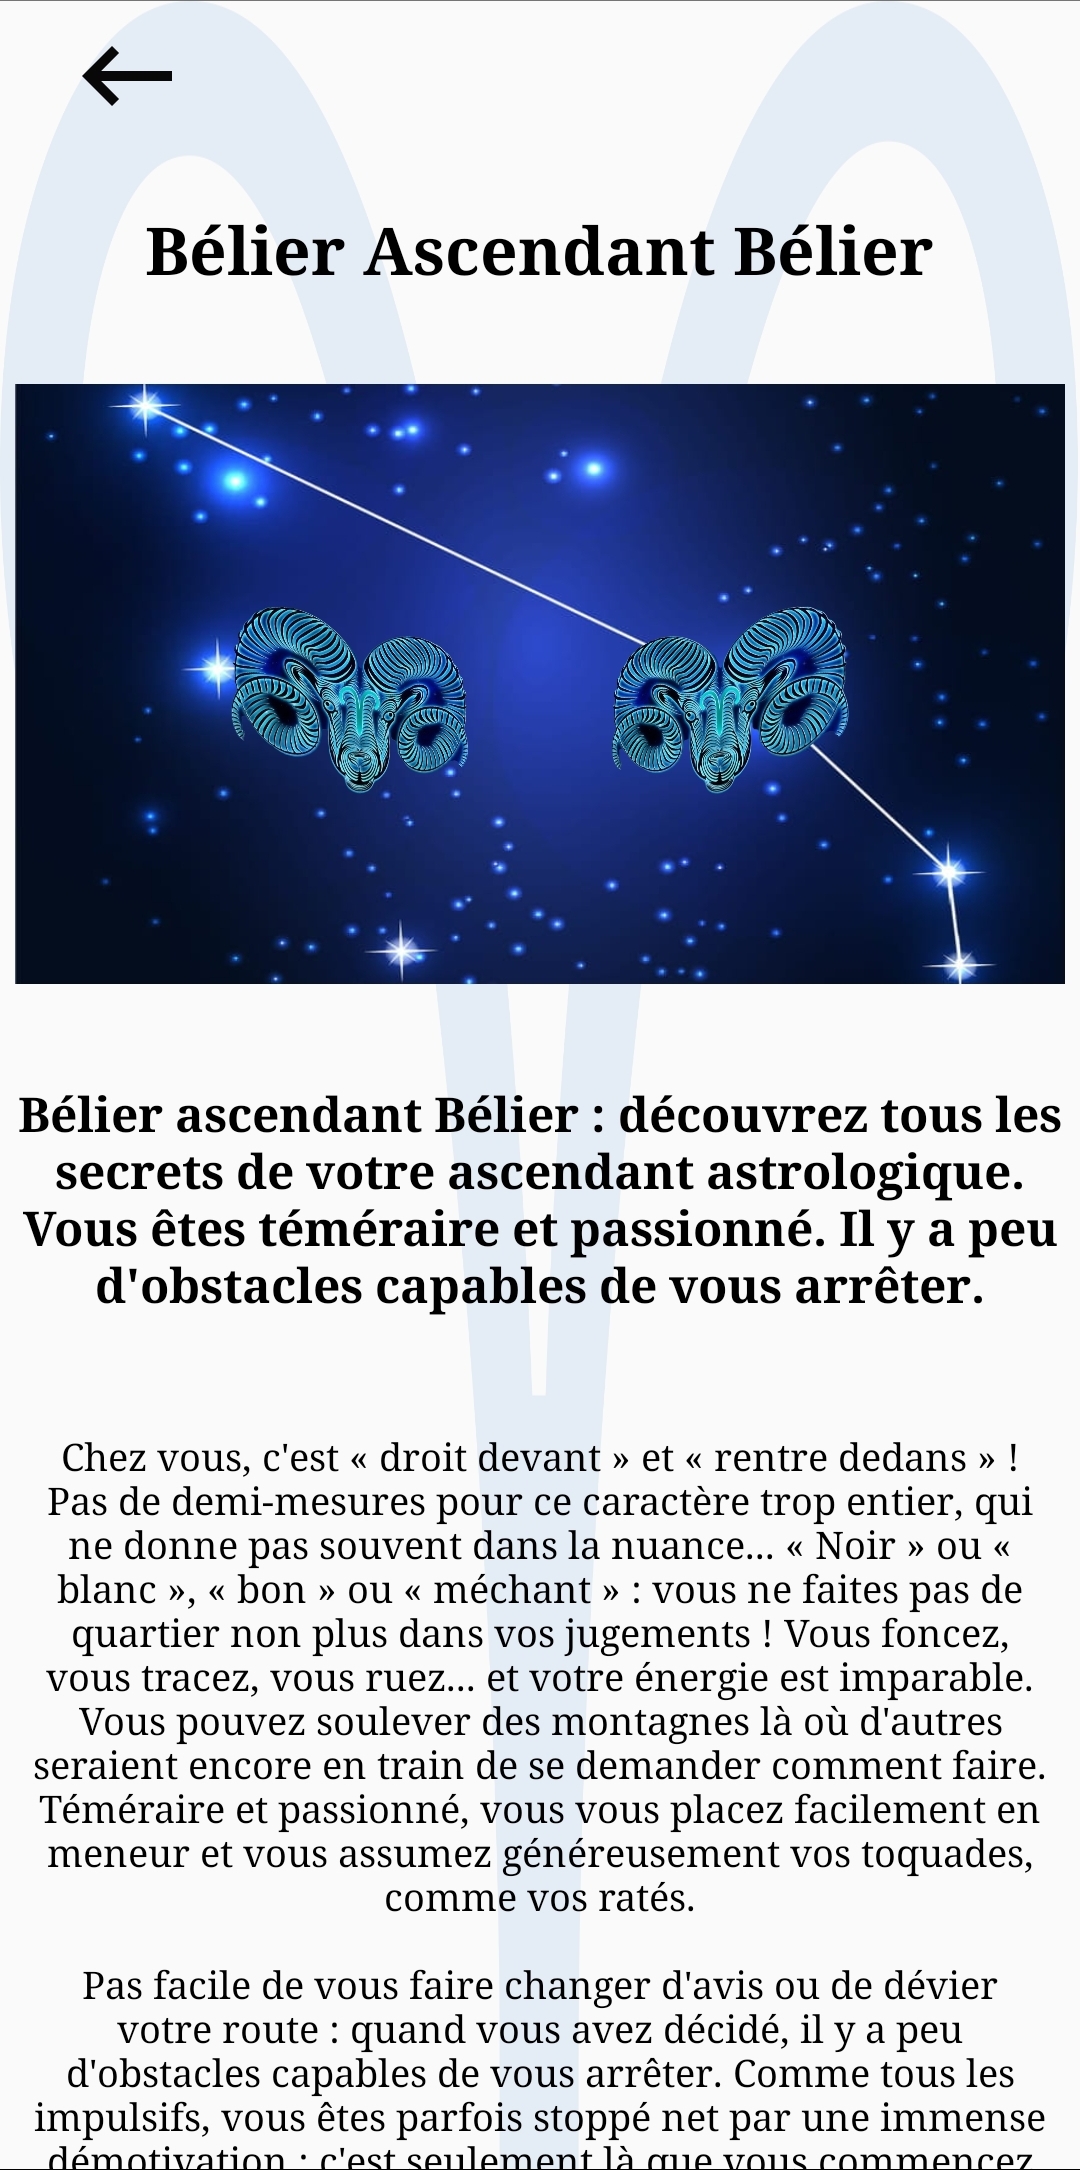 Bélier Ascendant Bélier
Bélier ascendant Bélier : découvrez tous les
secrets de votre ascendant astrologique.
Vous êtes téméraire et passionné. Il y a peu
d'obstacles capables de vous arrêter.
Chez vous, c'est « droit devant » et « rentre dedans » !
Pas de demi-mesures pour ce caractère trop entier, qui
ne donne pas souvent dans la nuance... « Noir » ou «
blanc », « bon » ou « méchant » : vous ne faites pas de
quartier non plus dans vos jugements ! Vous foncez,
vous tracez, vous ruez... et votre énergie est imparable.
Vous pouvez soulever des montagnes là où d'autres
seraient encore en train de se demander comment faire.
Téméraire et passionné, vous vous placez facilement en
meneur et vous assumez généreusement vos toquades,
comme vos ratés.
Pas facile de vous faire changer d'avis ou de dévier
votre route : quand vous avez décidé, il y a peu
d'obstacles capables de vous arrêter. Comme tous les
impulsifs, vous êtes parfois stoppé net par une immense
démotivation : c'est seulement là que vous commencez